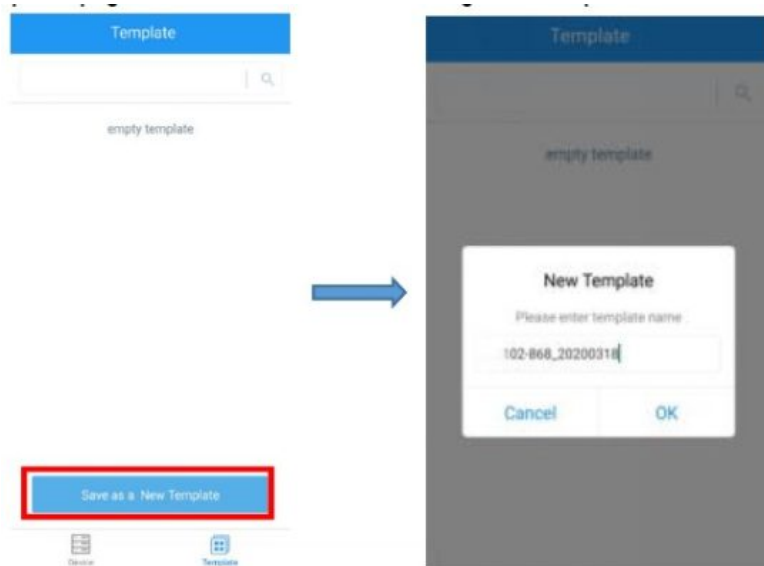 Template
empty template
Save as a New Template
Device
Template
Template
empty template
New Template
Please enter template name
102-868_20200318
Cancel
OK